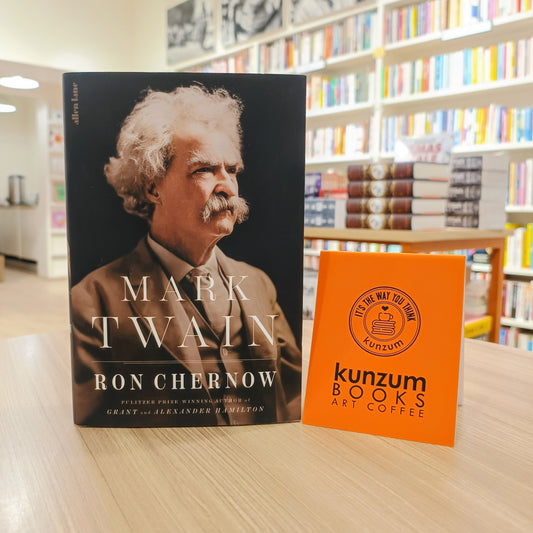 allen lane
MARK
TWAIN
RON CHERNOW
PULITZER PRIZE-WINNING AUTHOR of
GRANT and ALEXANDER HAMILTON
IT'S THE WAY YOU THINK
kunzum
kunzum
BOOKS
ART COFFEE